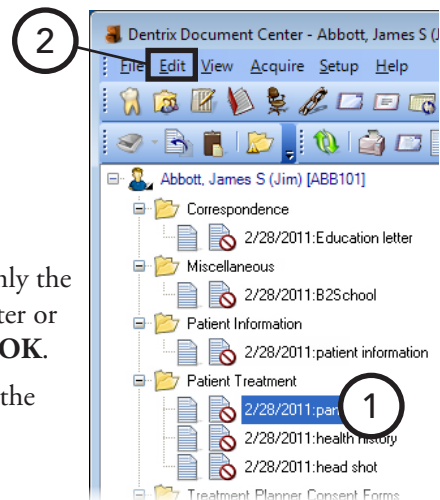 2
Dentrix Document Center - Abbott, James S (J
File Edit View Acquire Setup Help
Abbott, James S (Jim) [ABB101]
Correspondence
2/28/2011:Education letter
Miscellaneous
2/28/2011:B2School
Patient Information
2/28/2011:patient information
Patient Treatment
2/28/2011:pan
1
2/28/2011:health history
2/28/2011:head shot
Treatment Planner Consent Forms
nly the
ter or
OK.
the